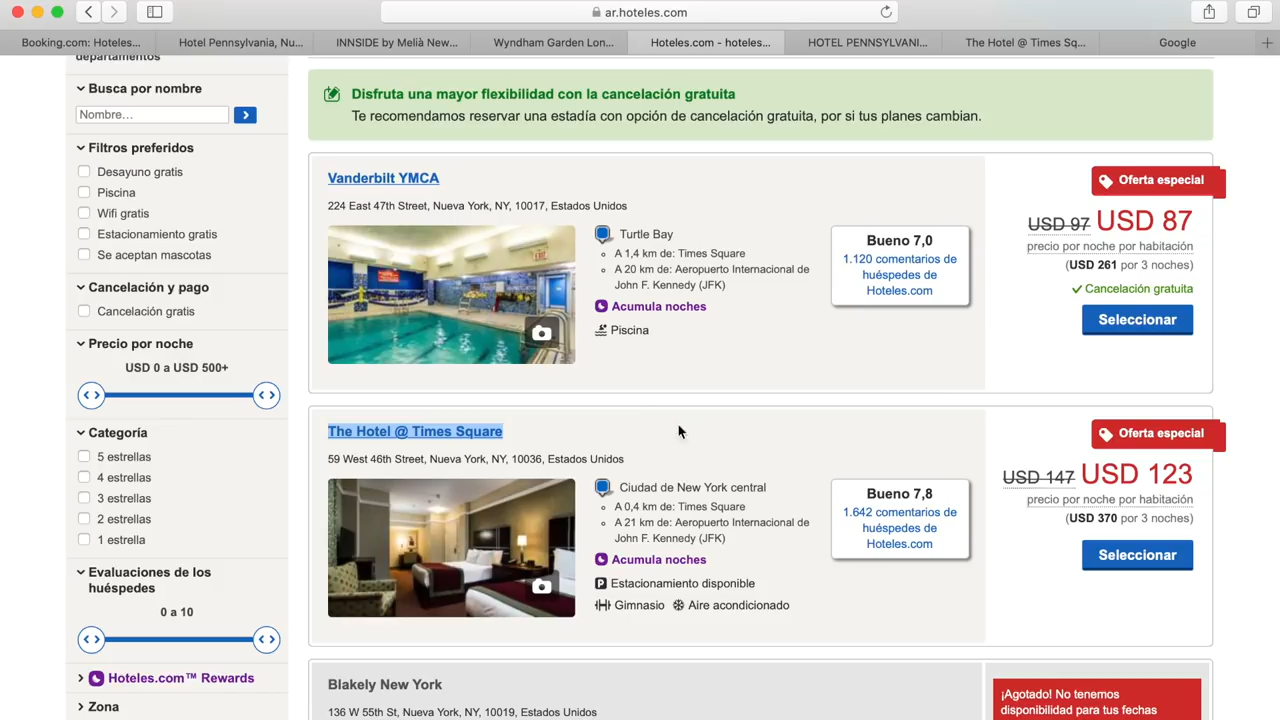 ar.hoteles.com
Booking.com: Hoteles...
Hotel Pennsylvania, Nu...
INNSIDE by Melià New...
Wyndham Garden Lon...
Hoteles.com - hoteles...
HOTEL PENNSYLVANI...
The Hotel @ Times Sq...
Google
departamentos
Busca por nombre
Nombre...
Filtros preferidos
Desayuno gratis
Piscina
Wifi gratis
Estacionamiento gratis
Se aceptan mascotas
Cancelación y pago
Cancelación gratis
Precio por noche
USD 0 a USD 500+
Categoría
5 estrellas
4 estrellas
3 estrellas
2 estrellas
1 estrella
Evaluaciones de los
huéspedes
0 a 10
Hoteles.com™ Rewards
Zona
Disfruta una mayor flexibilidad con la cancelación gratuita
Te recomendamos reservar una estadía con opción de cancelación gratuita, por si tus planes cambian.
Vanderbilt YMCA
224 East 47th Street, Nueva York, NY, 10017, Estados Unidos
Turtle Bay
A 1,4 km de: Times Square
A 20 km de: Aeropuerto Internacional de
John F. Kennedy (JFK)
Acumula noches
Piscina
Bueno 7,0
1.120 comentarios de
huéspedes de
Hoteles.com
Oferta especial
USD 97 USD 87
precio por noche por habitación
(USD 261 por 3 noches)
Cancelación gratuita
Seleccionar
The Hotel @ Times Square
59 West 46th Street, Nueva York, NY, 10036, Estados Unidos
Ciudad de New York central
A 0,4 km de: Times Square
A 21 km de: Aeropuerto Internacional de
John F. Kennedy (JFK)
Acumula noches
P Estacionamiento disponible
Gimnasio Aire acondicionado
Bueno 7,8
1.642 comentarios de
huéspedes de
Hoteles.com
Oferta especial
USD 147 USD 123
precio por noche por habitación
(USD 370 por 3 noches)
Seleccionar
Blakely New York
136 W 55th St, Nueva York, NY, 10019, Estados Unidos
¡Agotado! No tenemos
disponibilidad para tus fechas